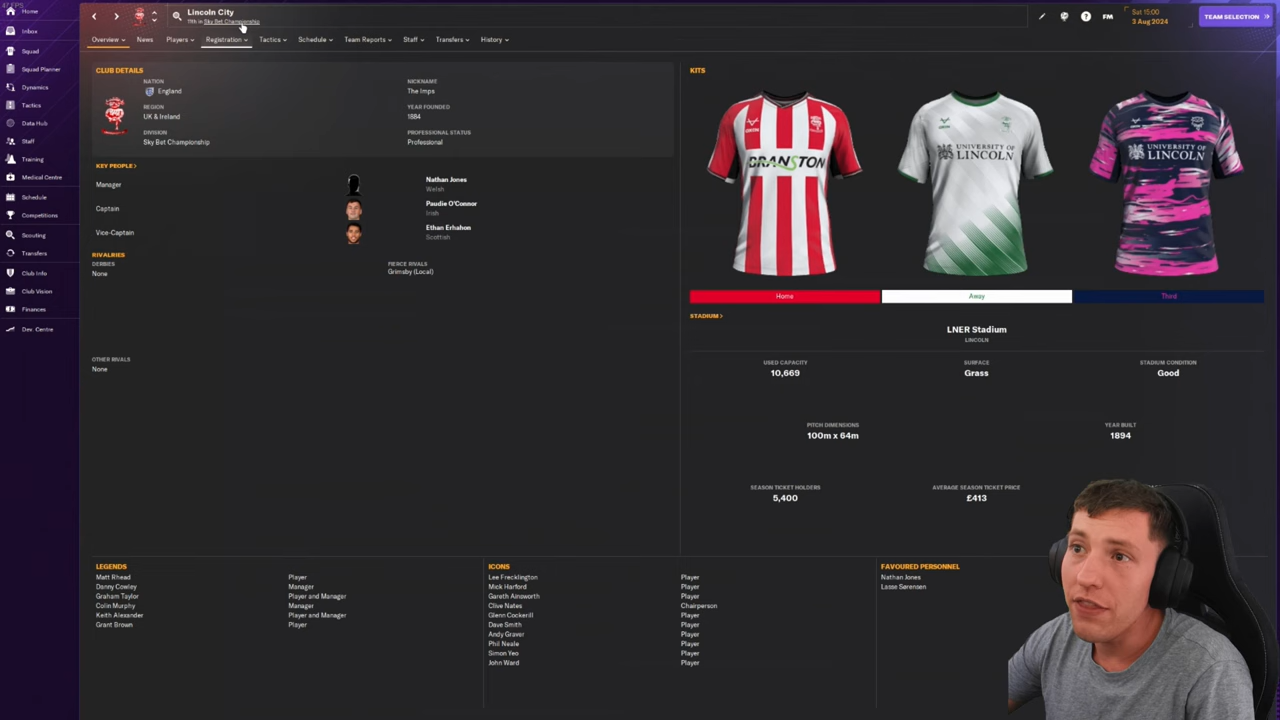 47 FPS
Home
Inbox
Squad
Squad Planner
Dynamics
Tactics
Data Hub
Staff
Training
Medical Centre
Schedule
Competitions
Scouting
Transfers
Club Info
Club Vision
Finances
Dev. Centre
Lincoln City
11th in Sky Bet Championship
FM
Sat 15:00
3 Aug 2024
TEAM SELECTION
Overview
News
Players
Registration
Tactics
Schedule
Team Reports
Staff
Transfers
History
CLUB DETAILS
NATION
England
NICKNAME
The Imps
REGION
UK & Ireland
YEAR FOUNDED
1884
DIVISION
Sky Bet Championship
PROFESSIONAL STATUS
Professional
KEY PEOPLE >
Manager
Nathan Jones
Welsh
Captain
Paudie O'Connor
Irish
Vice-Captain
Ethan Erhahon
Scottish
RIVALRIES
DERBIES
None
FIERCE RIVALS
Grimsby (Local)
OTHER RIVALS
None
KITS
BRANSTON
UNIVERSITY OF
LINCOLN
UNIVERSITY OF
LINCOLN
Home
Away
Third
STADIUM >
LNER Stadium
LINCOLN
USED CAPACITY
10,669
SURFACE
Grass
STADIUM CONDITION
Good
PITCH DIMENSIONS
100m x 64m
YEAR BUILT
1894
SEASON TICKET HOLDERS
5,400
AVERAGE SEASON TICKET PRICE
£413
LEGENDS
Matt Rhead Player
Danny Cowley Manager
Graham Taylor Player and Manager
Colin Murphy Manager
Keith Alexander Player and Manager
Grant Brown Player
ICONS
Lee Frecklington Player
Mick Harford Player
Gareth Ainsworth Player
Clive Nates Chairperson
Glenn Cockerill Player
Dave Smith Player
Andy Graver Player
Phil Neale Player
Simon Yeo Player
John Ward Player
FAVOURED PERSONNEL
Nathan Jones
Lasse Sørensen